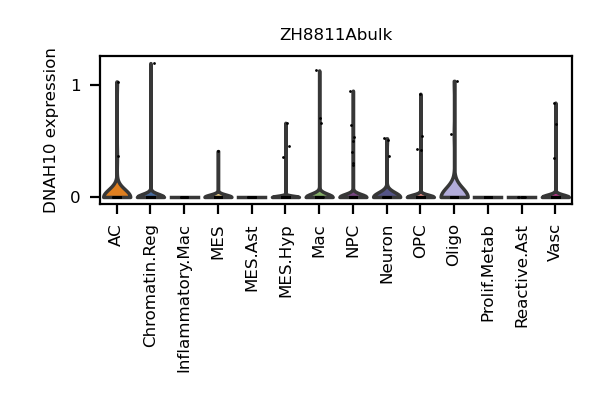 ZH8811Abulk
DNAH10 expression
1
0
AC
Chromatin.Reg
Inflammatory.Mac
MES
MES.Ast
MES.Hyp
Mac
NPC
Neuron
OPC
Oligo
Prolif.Metab
Reactive.Ast
Vasc